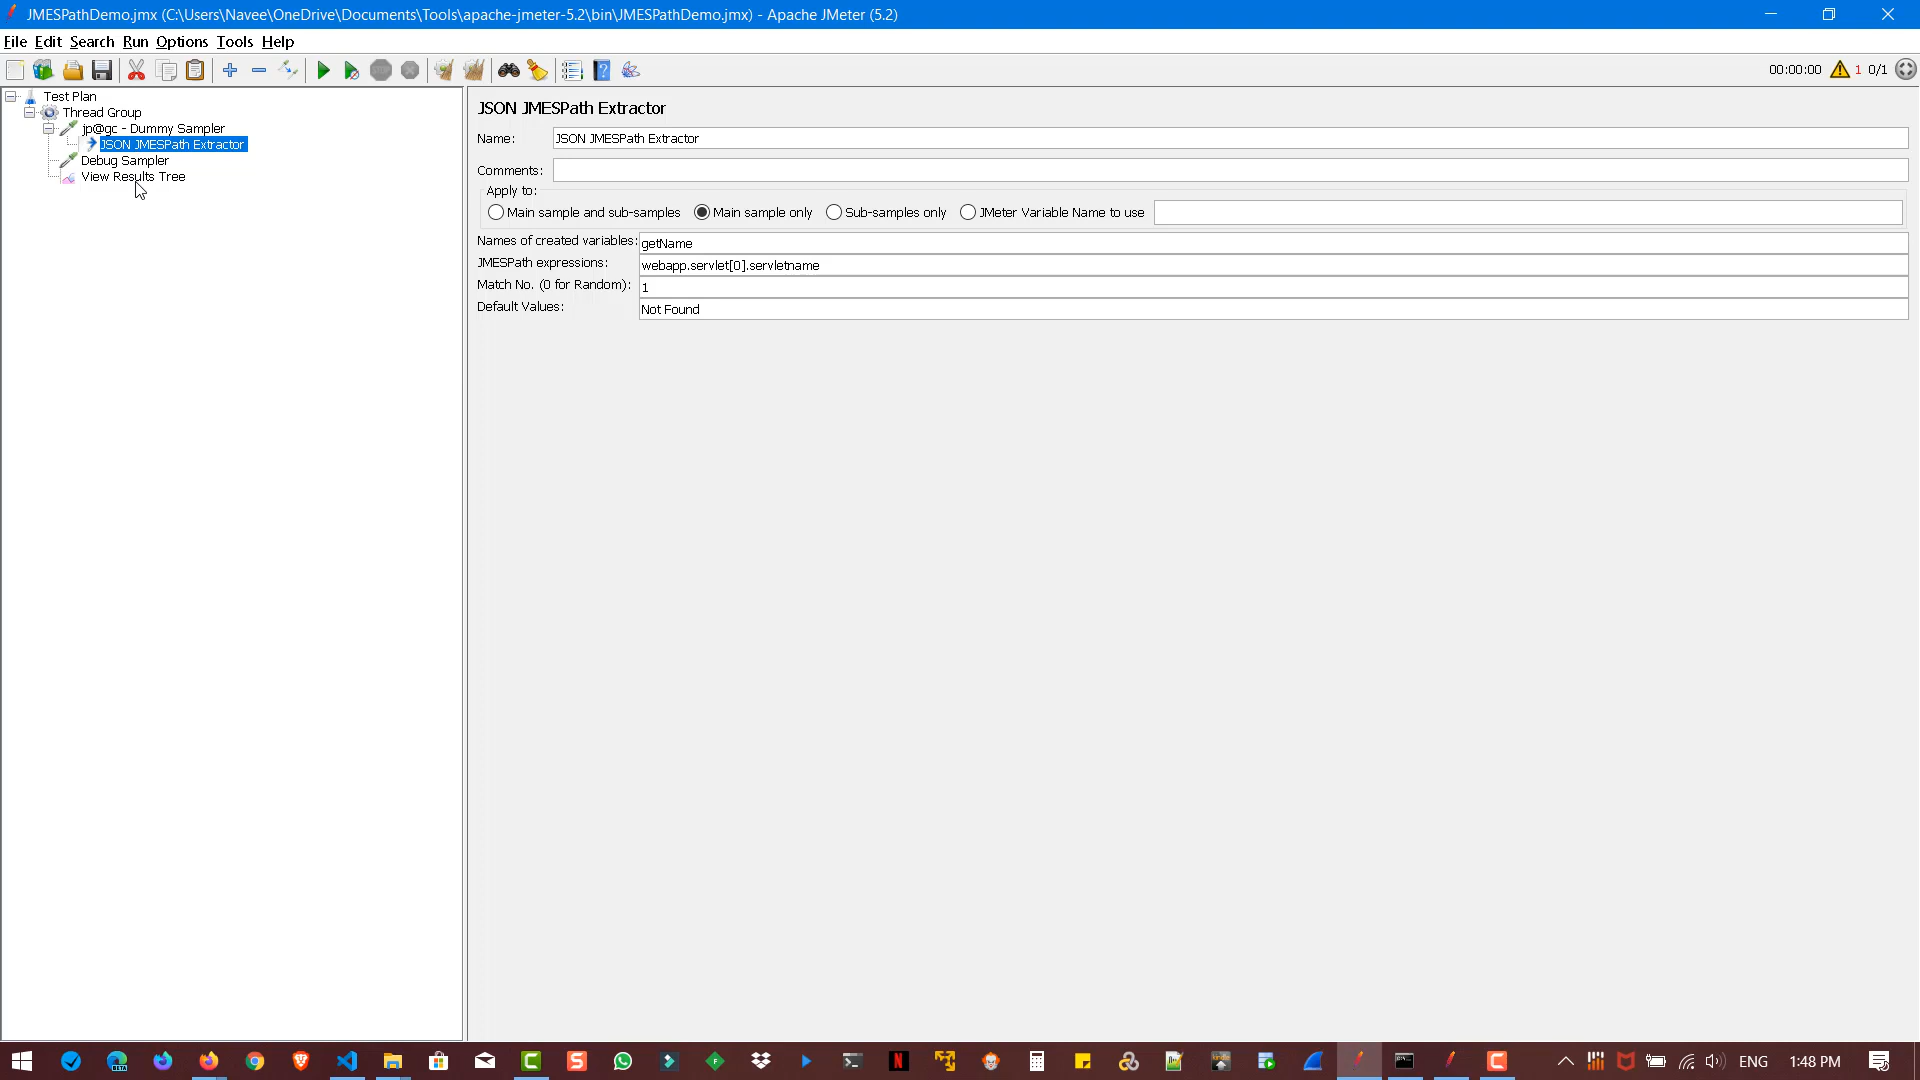 JMESPathDemo.jmx (C:\Users\Navee\OneDrive\Documents\Tools\apache-jmeter-5.2\bin\JMESPathDemo.jmx) - Apache JMeter (5.2)
File Edit Search Run Options Tools Help
STOP 00:00:00 1 0/1
Test Plan
Thread Group
jp@gc - Dummy Sampler
JSON JMESPath Extractor
Debug Sampler
View Results Tree
JSON JMESPath Extractor
Name: JSON JMESPath Extractor
Comments:
Apply to:
Main sample and sub-samples Main sample only Sub-samples only JMeter Variable Name to use
Names of created variables: getName
JMESPath expressions: webapp.servlet[0].servletname
Match No. (0 for Random): 1
Default Values: Not Found
ENG 1:48 PM